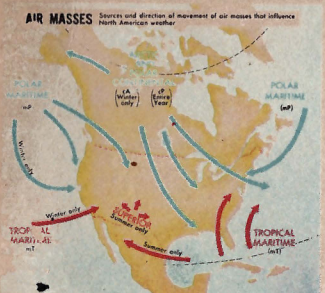 AIR MASSES
Sources and direction of movement of air masses that influence
North American weather
cA
(Winter
only)
cP
(Entire
Year)
POLAR
MARITIME
mP
POLAR
MARITIME
(mP)
Winter only
Winter only
SUPERIOR
Summer only
Summer only
mT
TROPICAL
MARITIME
(mT)